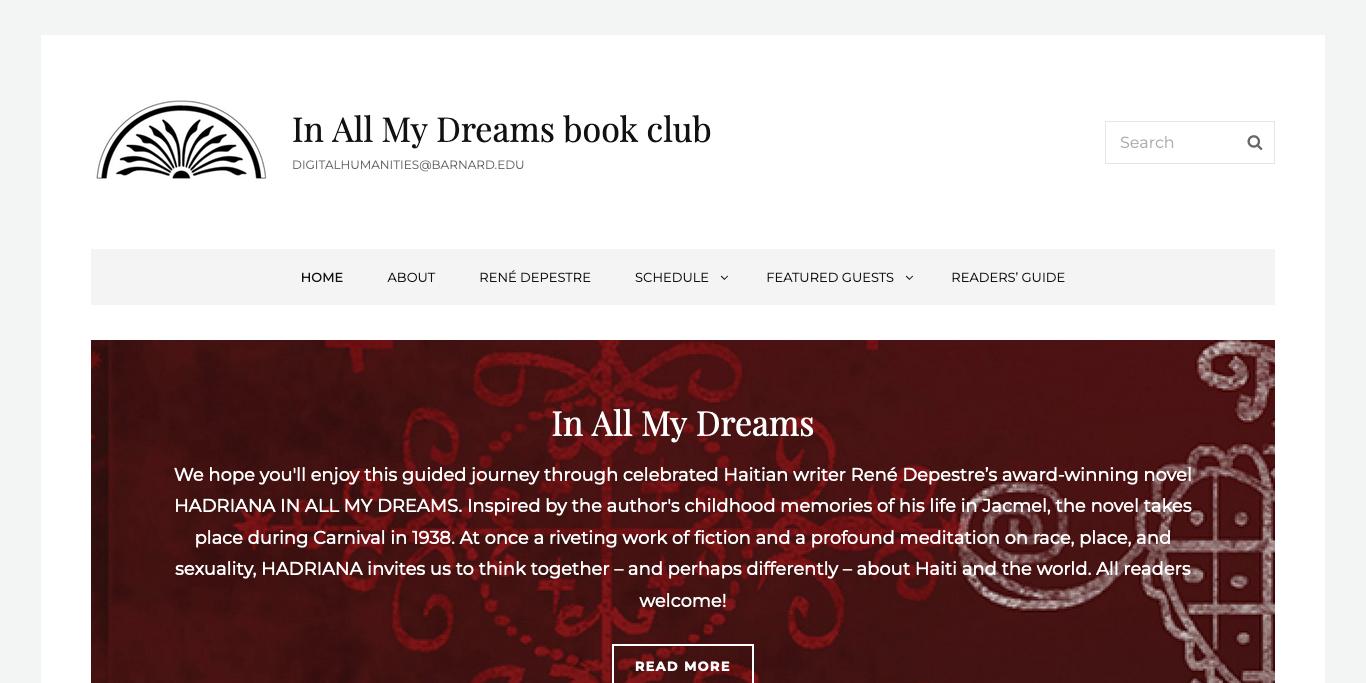 In All My Dreams book club
DIGITALHUMANITIES@BARNARD.EDU
Search
HOME
ABOUT
RENÉ DEPESTRE
SCHEDULE
FEATURED GUESTS
READERS’ GUIDE
In All My Dreams
We hope you'll enjoy this guided journey through celebrated Haitian writer René Depestre’s award-winning novel
HADRIANA IN ALL MY DREAMS. Inspired by the author's childhood memories of his life in Jacmel, the novel takes
place during Carnival in 1938. At once a riveting work of fiction and a profound meditation on race, place, and
sexuality, HADRIANA invites us to think together – and perhaps differently – about Haiti and the world. All readers
welcome!
READ MORE